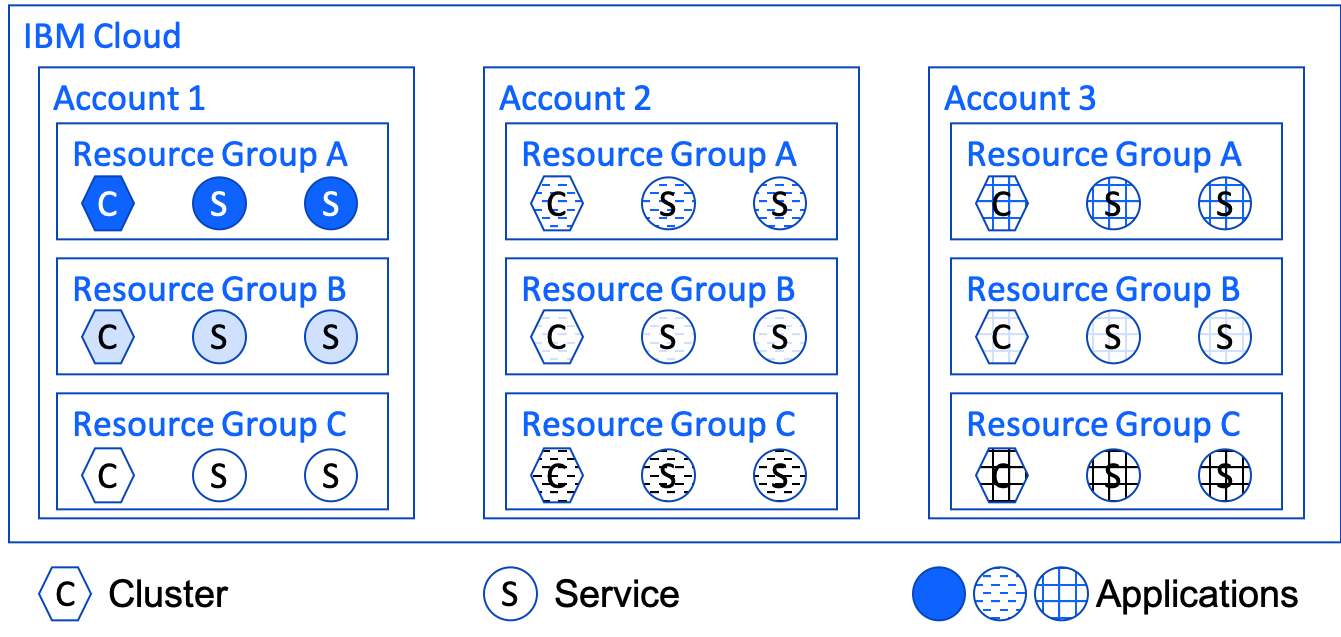 IBM Cloud
Account 1
Resource Group A
C S S
Resource Group B
C S S
Resource Group C
C S S
Account 2
Resource Group A
C S S
Resource Group B
C S S
Resource Group C
C S S
Account 3
Resource Group A
C S S
Resource Group B
C S S
Resource Group C
C S S
C Cluster
S Service
Applications